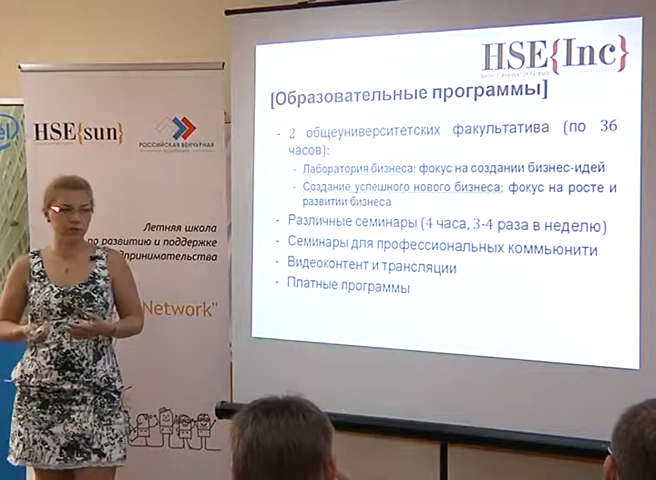 HSE{Inc}
[Образовательные программы]
- 2 общеуниверситетских факультатива (по 36
часов):
- Лаборатория бизнеса: фокус на создании бизнес-идей
- Создание успешного нового бизнеса: фокус на росте и
развитии бизнеса
- Различные семинары (4 часа, 3-4 раза в неделю)
- Семинары для профессиональных коммьюнити
- Видеоконтент и трансляции
- Платные программы
HSE{sun}
РОССИЙСКАЯ ВЕНЧУРНАЯ
КОМПАНИЯ
Летняя школа
по развитию и поддержке
Network"